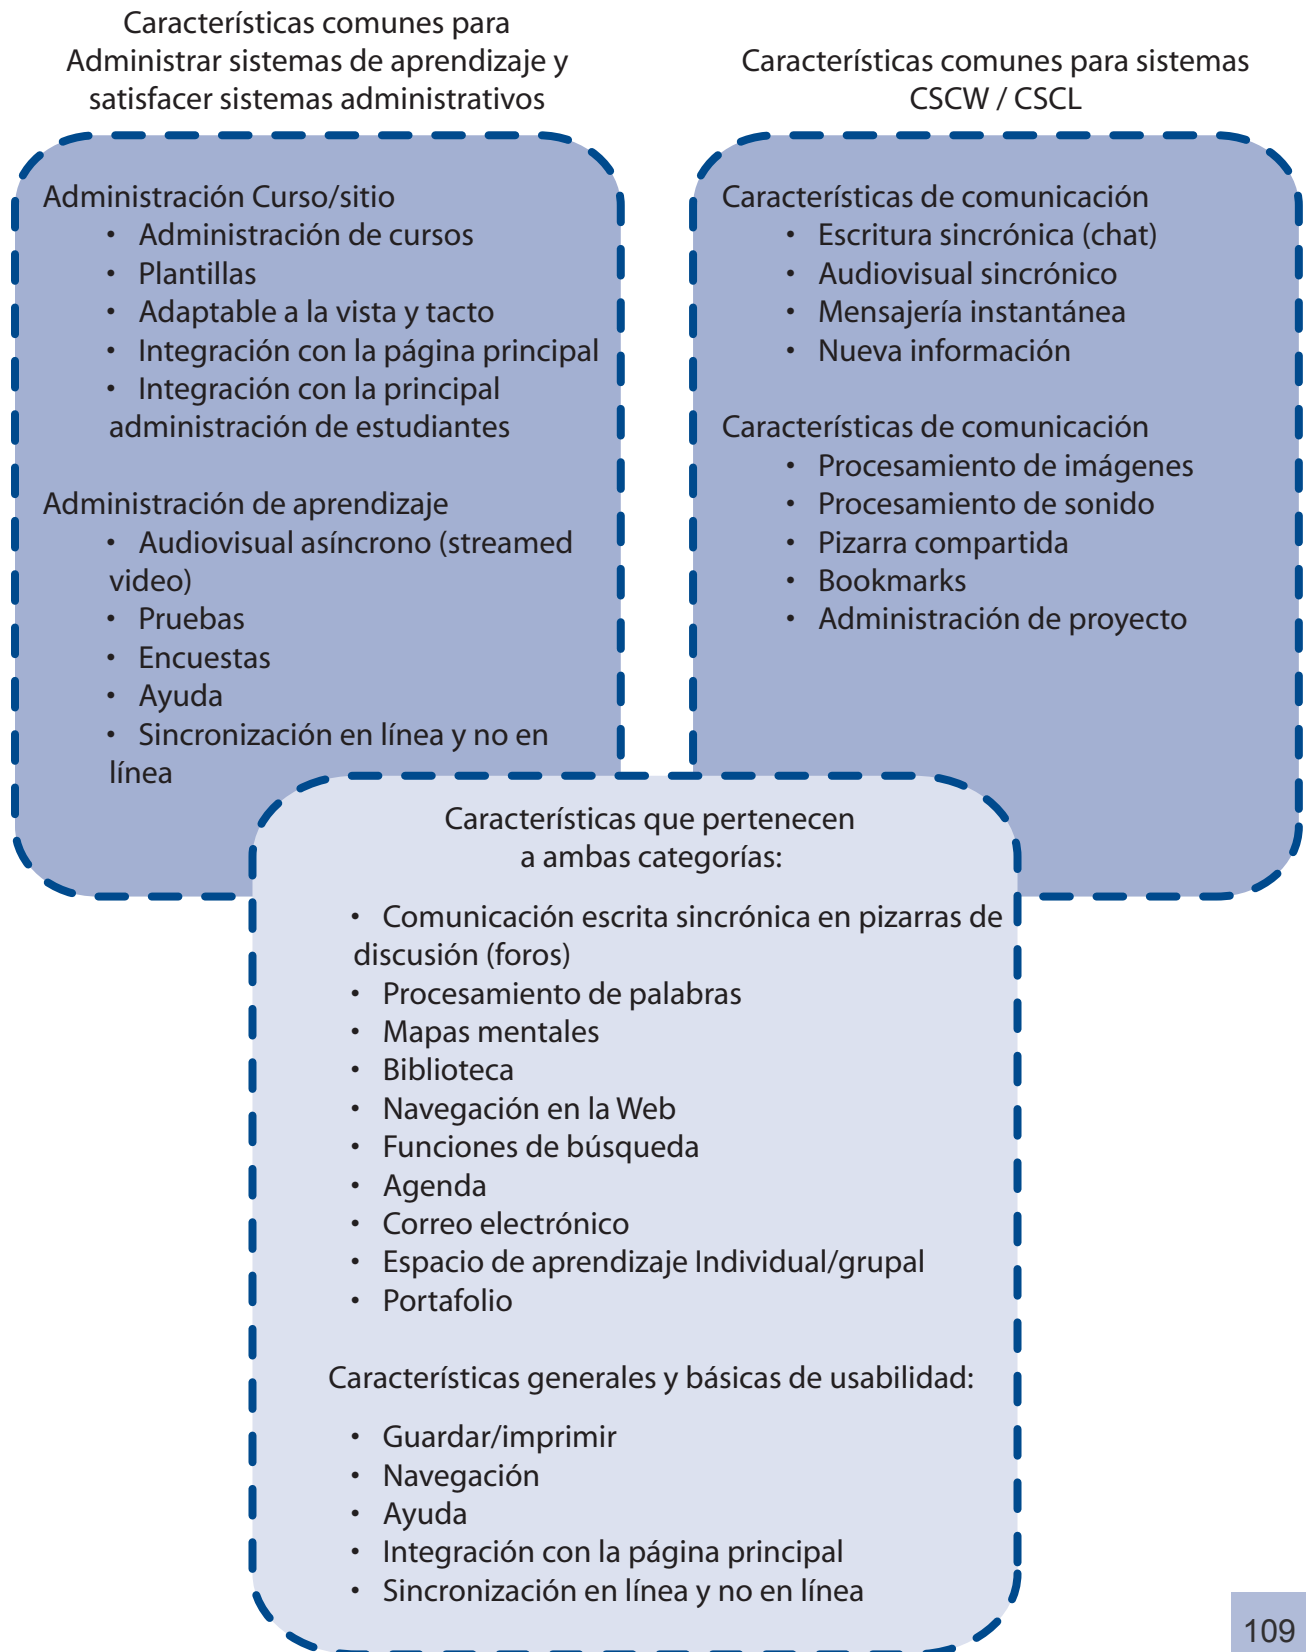 Características comunes para
Administrar sistemas de aprendizaje y
satisfacer sistemas administrativos
Administración Curso/sitio
• Administración de cursos
• Plantillas
• Adaptable a la vista y tacto
• Integración con la página principal
• Integración con la principal
administración de estudiantes
Administración de aprendizaje
• Audiovisual asíncrono (streamed
video)
• Pruebas
• Encuestas
• Ayuda
• Sincronización en línea y no en
línea
Características comunes para sistemas
CSCW / CSCL
Características de comunicación
• Escritura sincrónica (chat)
• Audiovisual sincrónico
• Mensajería instantánea
• Nueva información
Características de comunicación
• Procesamiento de imágenes
• Procesamiento de sonido
• Pizarra compartida
• Bookmarks
• Administración de proyecto
Características que pertenecen
a ambas categorías:
• Comunicación escrita sincrónica en pizarras de
discusión (foros)
• Procesamiento de palabras
• Mapas mentales
• Biblioteca
• Navegación en la Web
• Funciones de búsqueda
• Agenda
• Correo electrónico
• Espacio de aprendizaje Individual/grupal
• Portafolio
Características generales y básicas de usabilidad:
• Guardar/imprimir
• Navegación
• Ayuda
• Integración con la página principal
• Sincronización en línea y no en línea
109